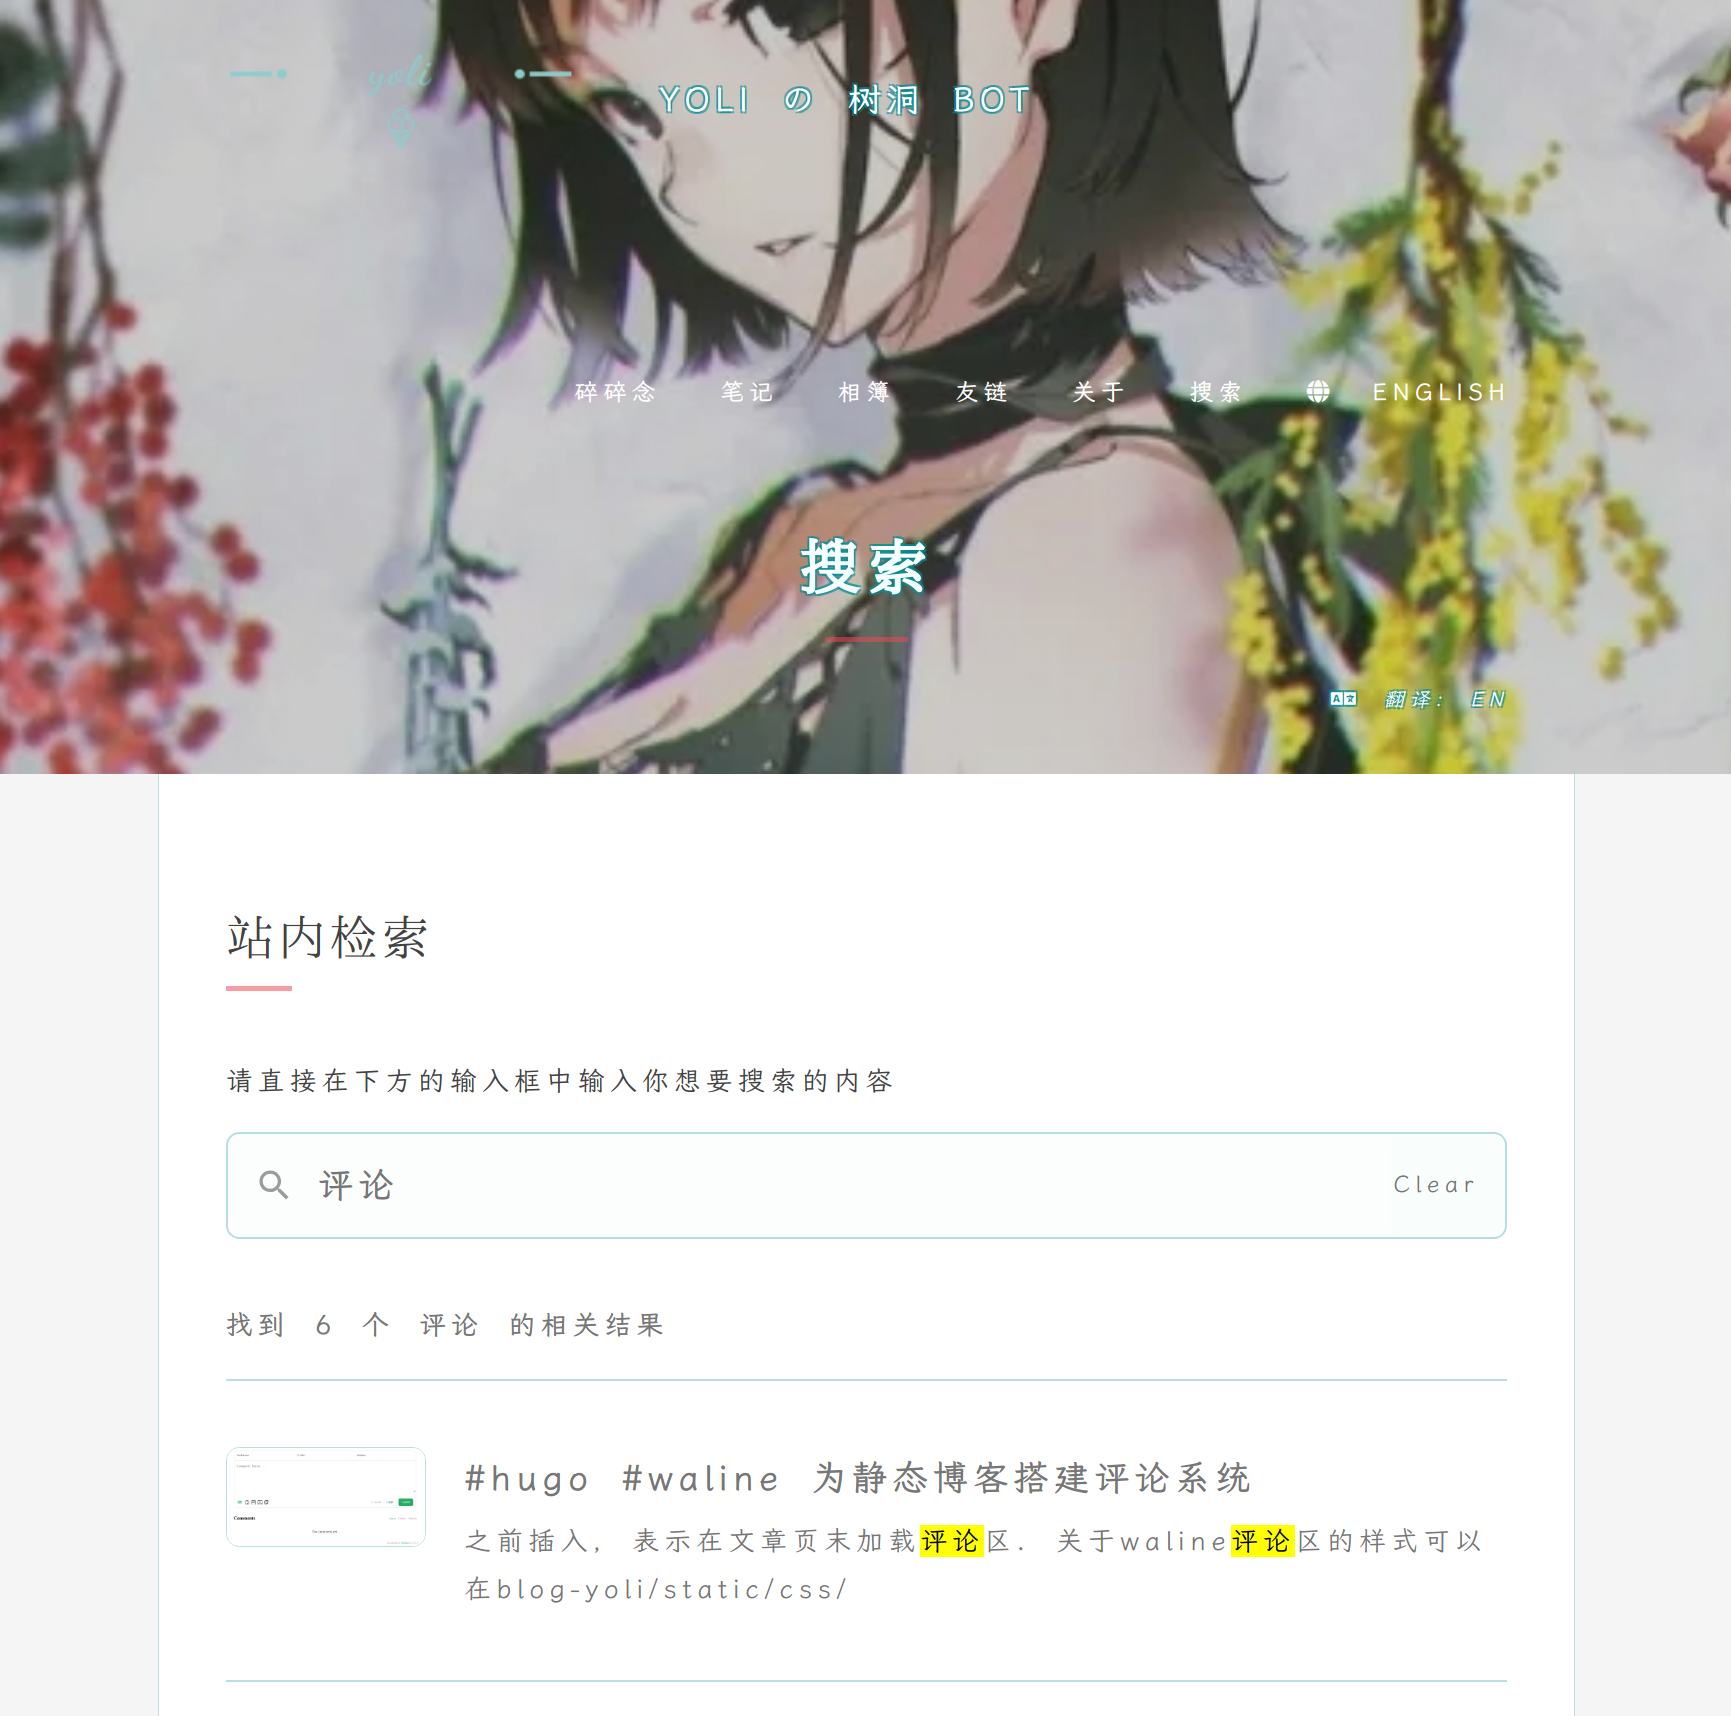 yoli
YOLI の 树洞 BOT
碎碎念 笔记 相簿 友链 关于 搜索 ENGLISH
搜索
翻译: EN
站内检索
请直接在下方的输入框中输入你想要搜索的内容
评论 Clear
找到 6 个 评论 的相关结果
#hugo #waline 为静态博客搭建评论系统
之前插入, 表示在文章页末加载评论区. 关于waline评论区的样式可以
在blog-yoli/static/css/
Comments